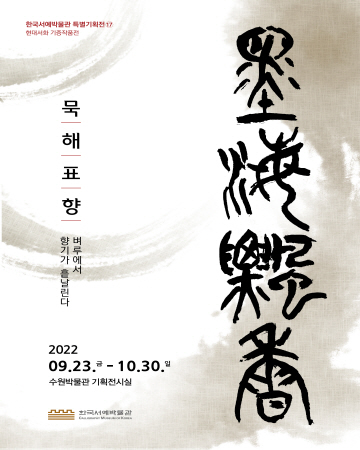 한국서예박물관 특별기획전17
현대서화 기증작품전
묵해표향
벼루에서
향기가 흩날린다
墨海飄香
2022
09.23.금 - 10.30.일
수원박물관 기획전시실
한국서예박물관